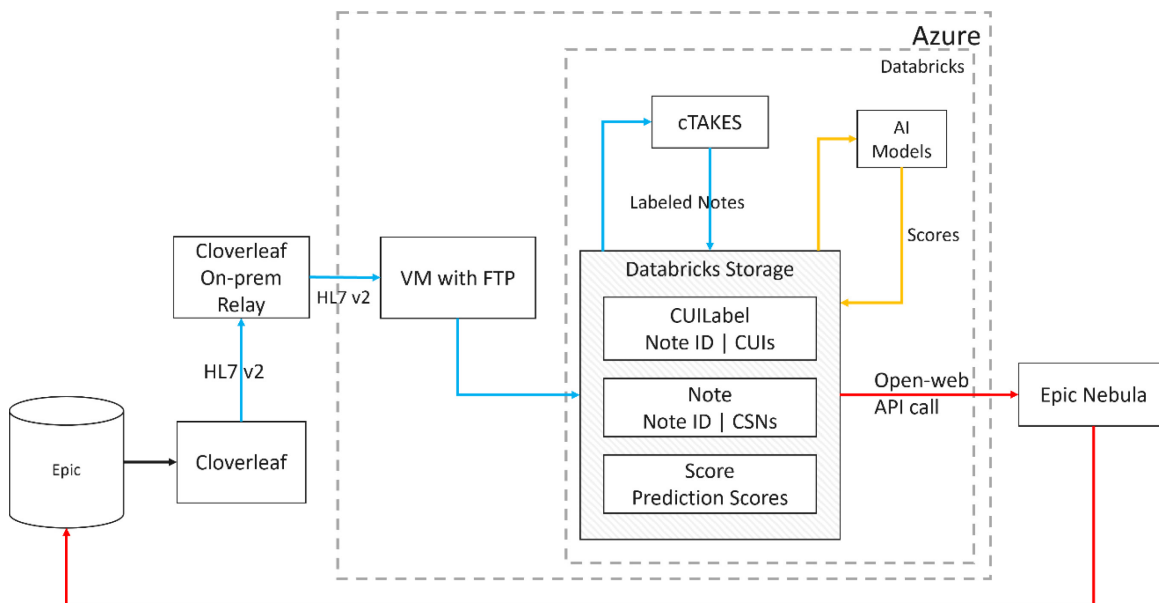 Azure
Databricks
cTAKES
AI
Models
Labeled Notes
Scores
Cloverleaf
On-prem
Relay
HL7 v2
VM with FTP
Databricks Storage
CUILabel
Note ID | CUIs
HL7 v2
Note
Note ID | CSNs
Open-web
API call
Epic Nebula
Epic
Cloverleaf
Score
Prediction Scores